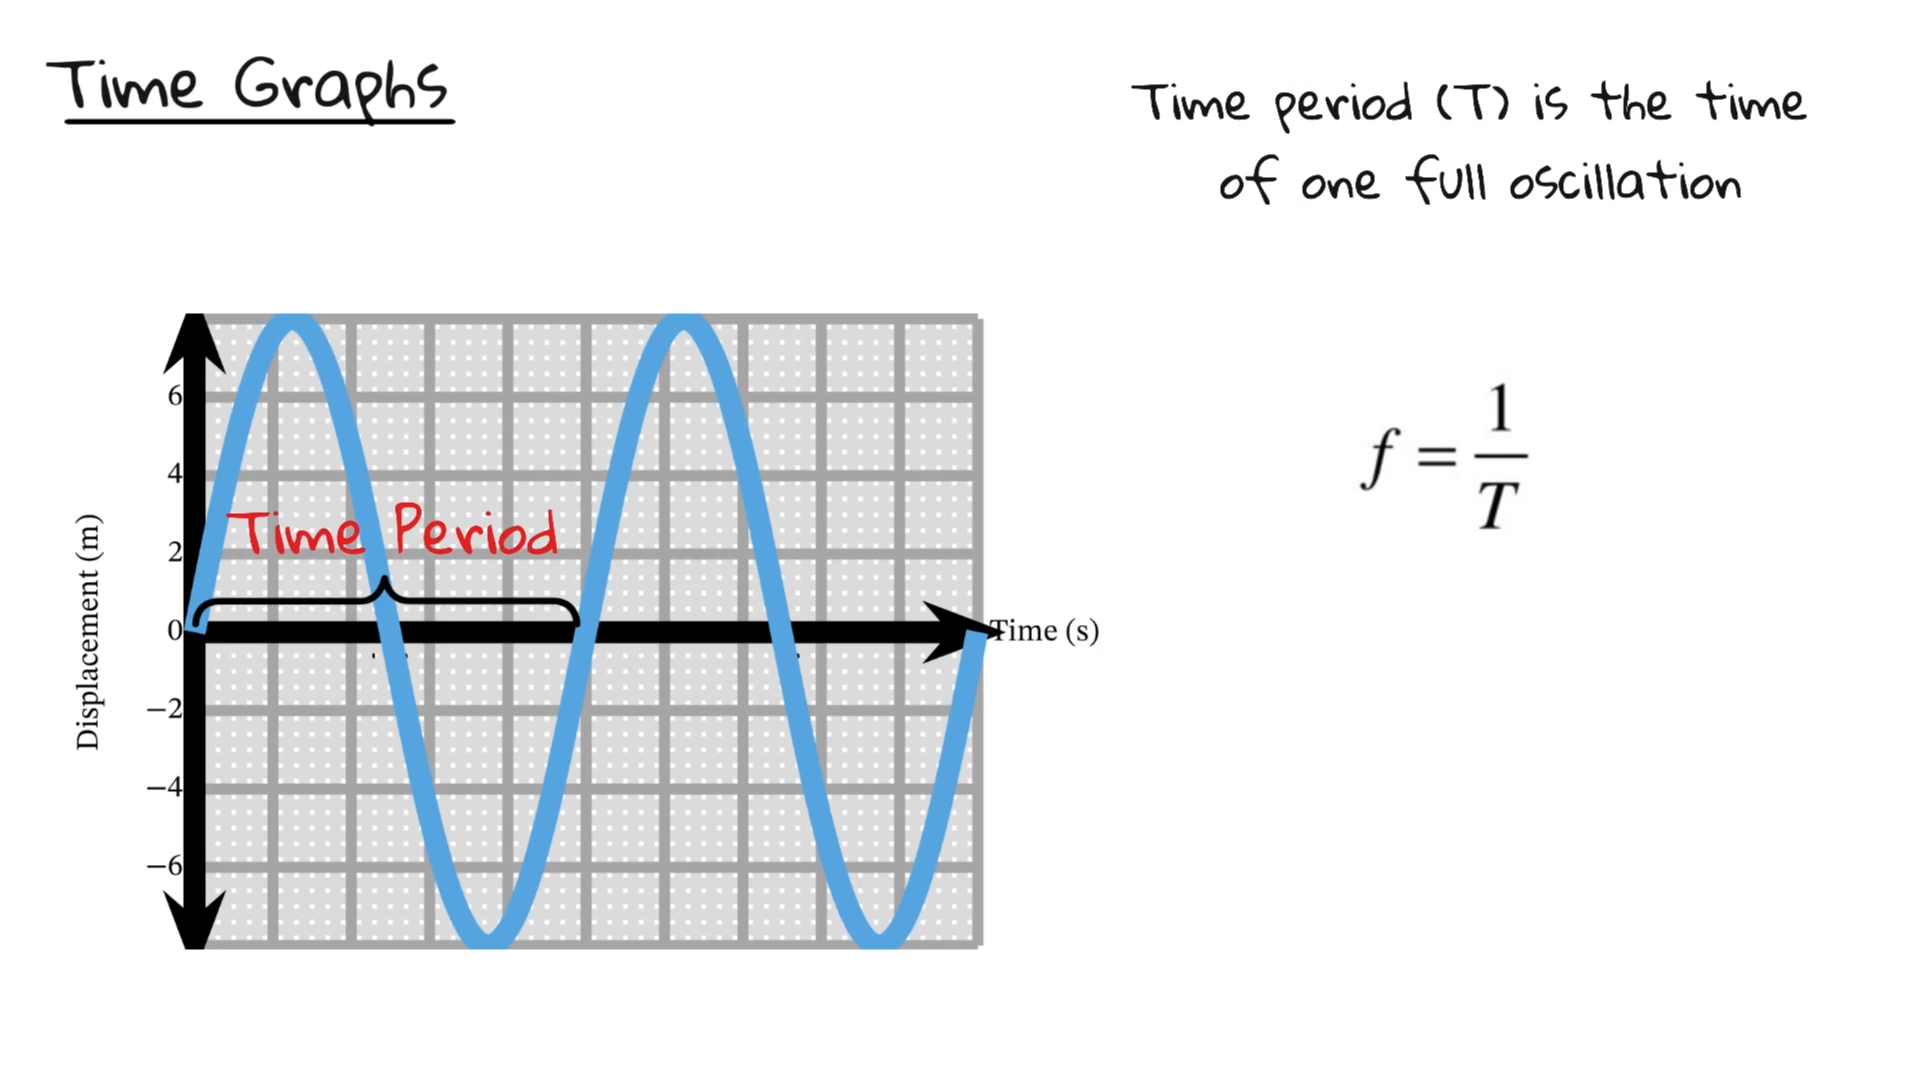 Time Graphs
Time period (T) is the time
of one full oscillation
6
4
Time Period
2
0
−2
−4
−6
Displacement (m)
Time (s)
f = 1/T